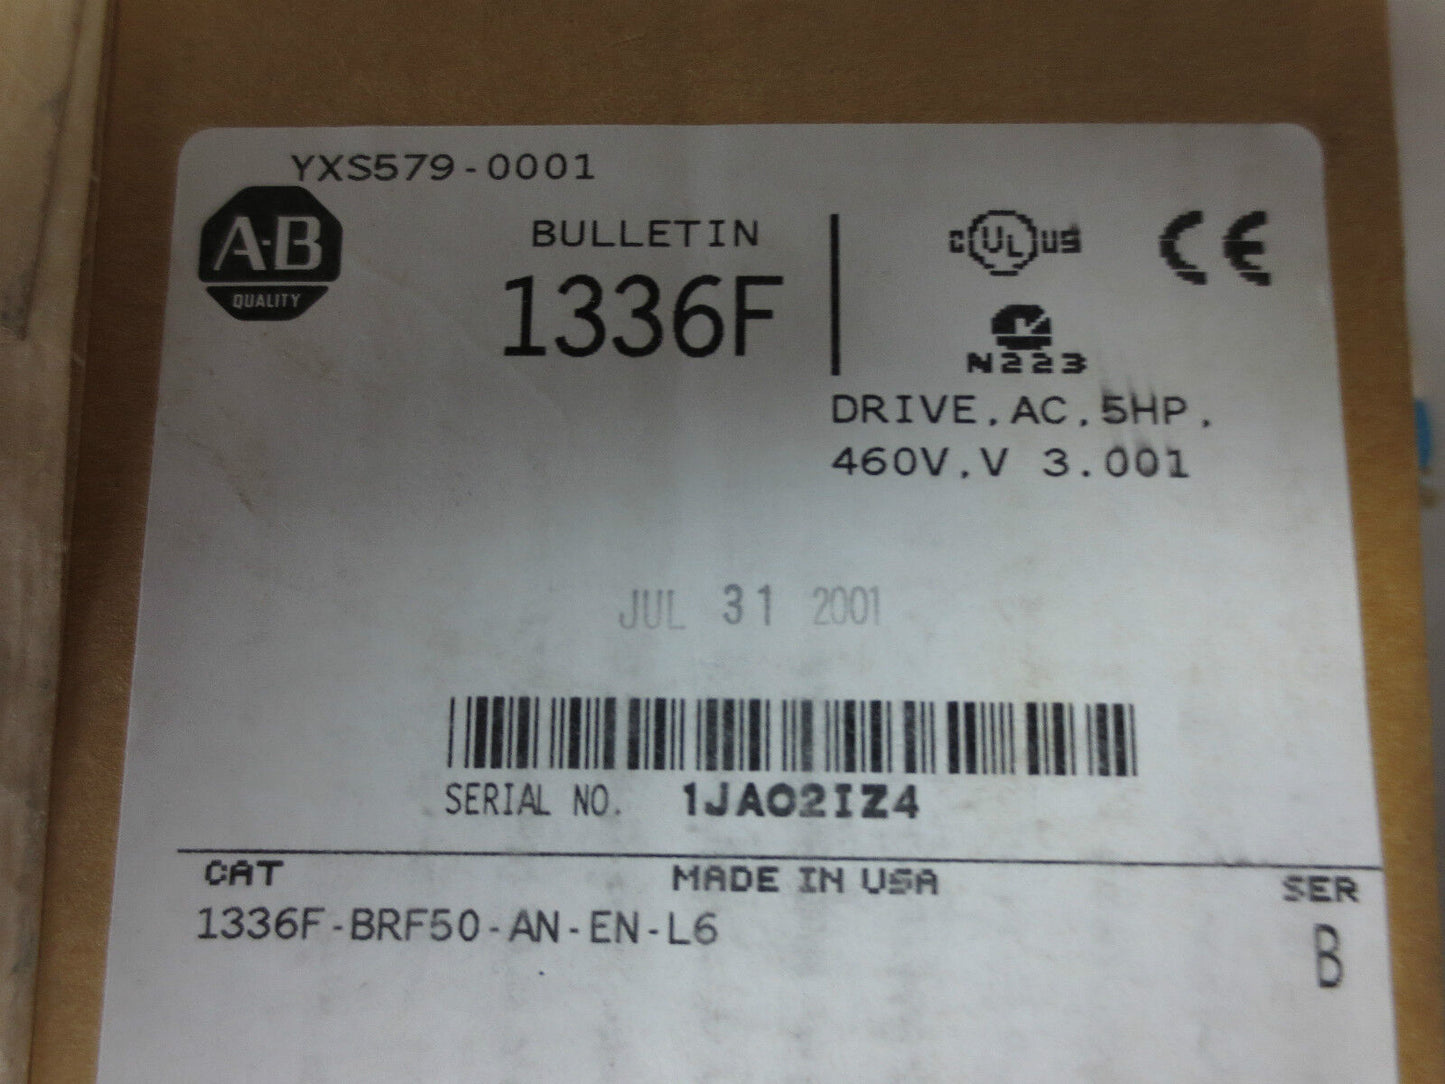 YXS579-0001
A-B
QUALITY
BULLETIN
1336F
C UL US
CE
N223
DRIVE,AC,5HP,
460V,V 3.001
JUL 31 2001
SERIAL NO. 1JAO2IZ4
CAT MADE IN USA SER
1336F-BRF50-AN-EN-L6
B